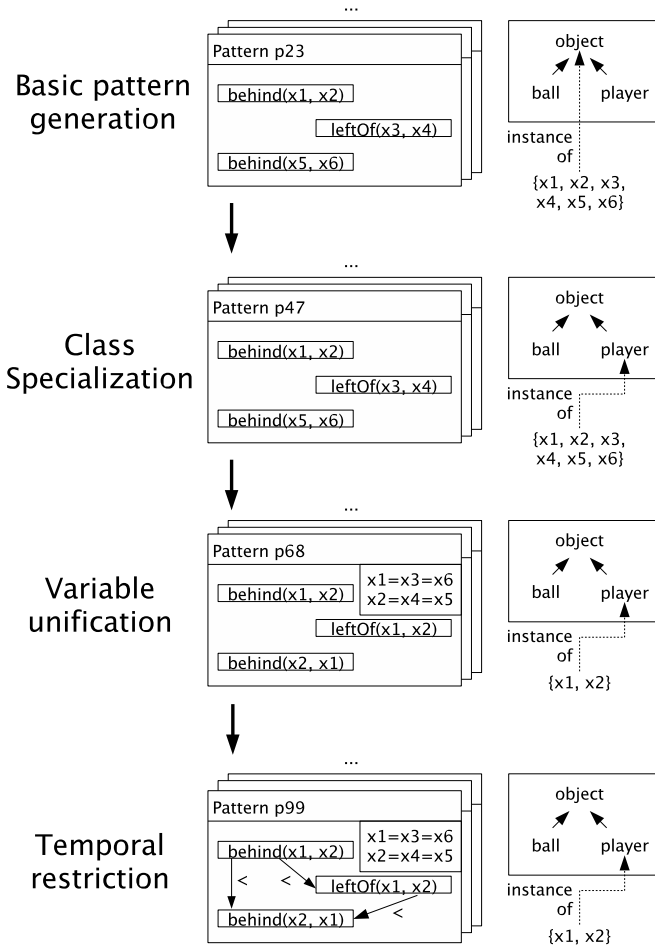 ...
Basic pattern
generation
Pattern p23
behind(x1, x2)
leftOf(x3, x4)
behind(x5, x6)
object
ball player
instance
of
{x1, x2, x3,
x4, x5, x6}
...
Class
Specialization
Pattern p47
behind(x1, x2)
leftOf(x3, x4)
behind(x5, x6)
object
ball player
instance
of
{x1, x2, x3,
x4, x5, x6}
...
Variable
unification
Pattern p68
x1=x3=x6
x2=x4=x5
behind(x1, x2)
leftOf(x1, x2)
behind(x2, x1)
object
ball player
instance
of
{x1, x2}
...
Temporal
restriction
Pattern p99
x1=x3=x6
x2=x4=x5
behind(x1, x2)
< <
leftOf(x1, x2)
behind(x2, x1)
<
object
ball player
instance
of
{x1, x2}